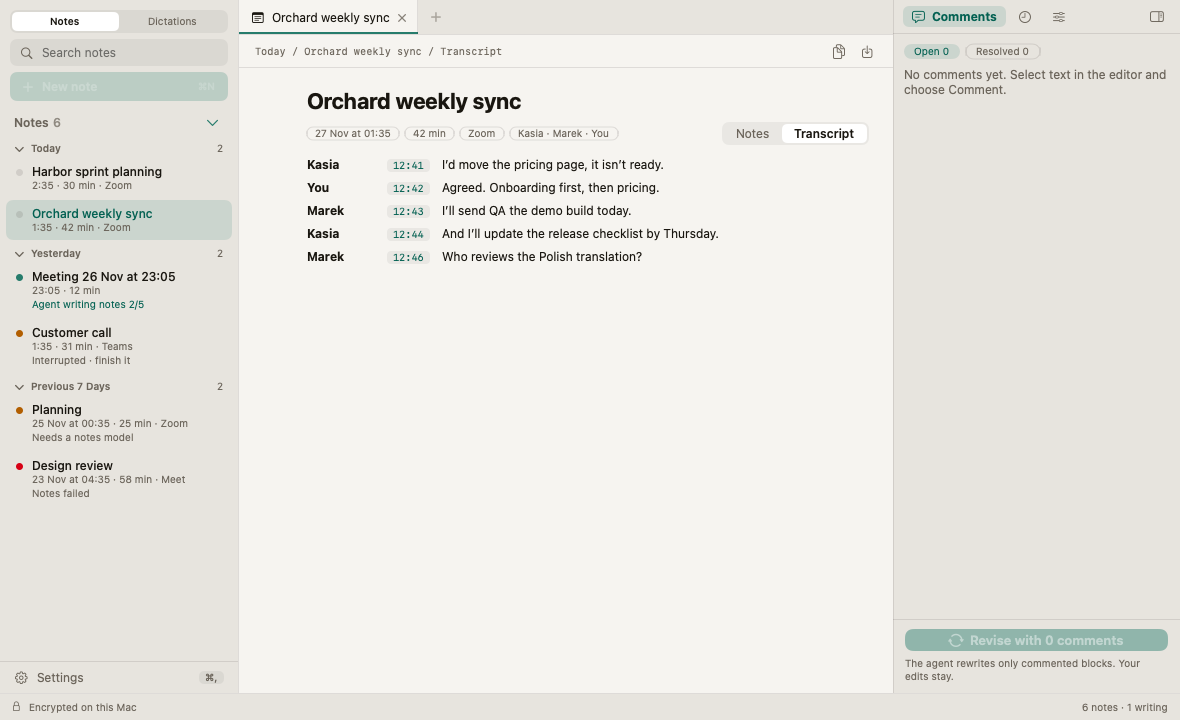 Notes
Dictations
Search notes
New note ⌘N
Notes 6
Today 2
Harbor sprint planning
2:35 · 30 min · Zoom
Orchard weekly sync
1:35 · 42 min · Zoom
Yesterday 2
Meeting 26 Nov at 23:05
23:05 · 12 min
Agent writing notes 2/5
Customer call
1:35 · 31 min · Teams
Interrupted · finish it
Previous 7 Days 2
Planning
25 Nov at 00:35 · 25 min · Zoom
Needs a notes model
Design review
23 Nov at 04:35 · 58 min · Meet
Notes failed
Settings ⌘,
Encrypted on this Mac
Orchard weekly sync
Today / Orchard weekly sync / Transcript
Orchard weekly sync
27 Nov at 01:35 42 min Zoom Kasia · Marek · You
Notes Transcript
Kasia 12:41 I’d move the pricing page, it isn’t ready.
You 12:42 Agreed. Onboarding first, then pricing.
Marek 12:43 I’ll send QA the demo build today.
Kasia 12:44 And I’ll update the release checklist by Thursday.
Marek 12:46 Who reviews the Polish translation?
Comments
Open 0 Resolved 0
No comments yet. Select text in the editor and
choose Comment.
Revise with 0 comments
The agent rewrites only commented blocks. Your
edits stay.
6 notes · 1 writing